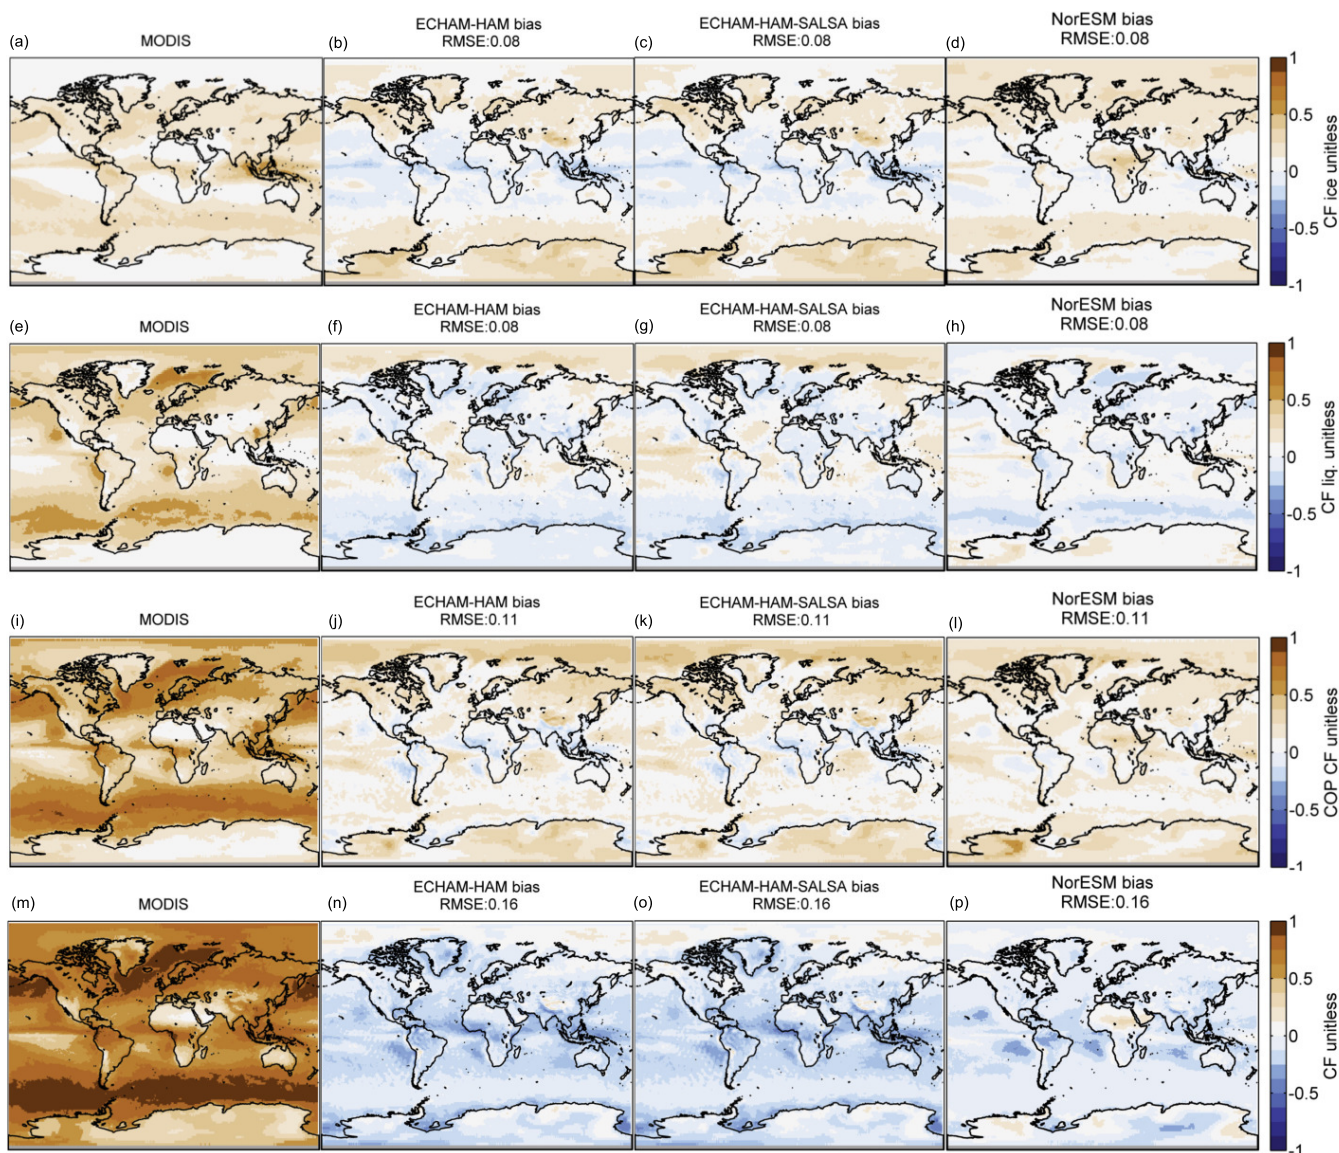 (a) MODIS
(b) ECHAM-HAM bias
RMSE:0.08
(c) ECHAM-HAM-SALSA bias
RMSE:0.08
(d) NorESM bias
RMSE:0.08
1
0.5
0
-0.5
-1
CF ice unitless
(e) MODIS
(f) ECHAM-HAM bias
RMSE:0.08
(g) ECHAM-HAM-SALSA bias
RMSE:0.08
(h) NorESM bias
RMSE:0.08
1
0.5
0
-0.5
-1
CF liq. unitless
(i) MODIS
(j) ECHAM-HAM bias
RMSE:0.11
(k) ECHAM-HAM-SALSA bias
RMSE:0.11
(l) NorESM bias
RMSE:0.11
1
0.5
0
-0.5
-1
COP CF unitless
(m) MODIS
(n) ECHAM-HAM bias
RMSE:0.16
(o) ECHAM-HAM-SALSA bias
RMSE:0.16
(p) NorESM bias
RMSE:0.16
1
0.5
0
-0.5
-1
CF unitless